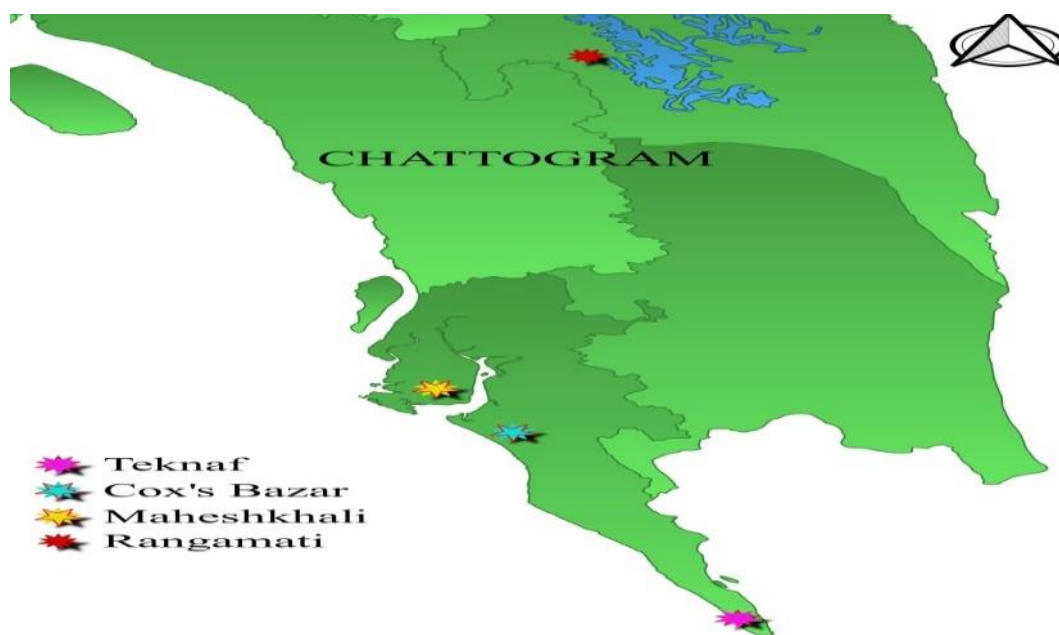 CHATTOGRAM
Teknaf
Cox's Bazar
Maheshkhali
Rangamati